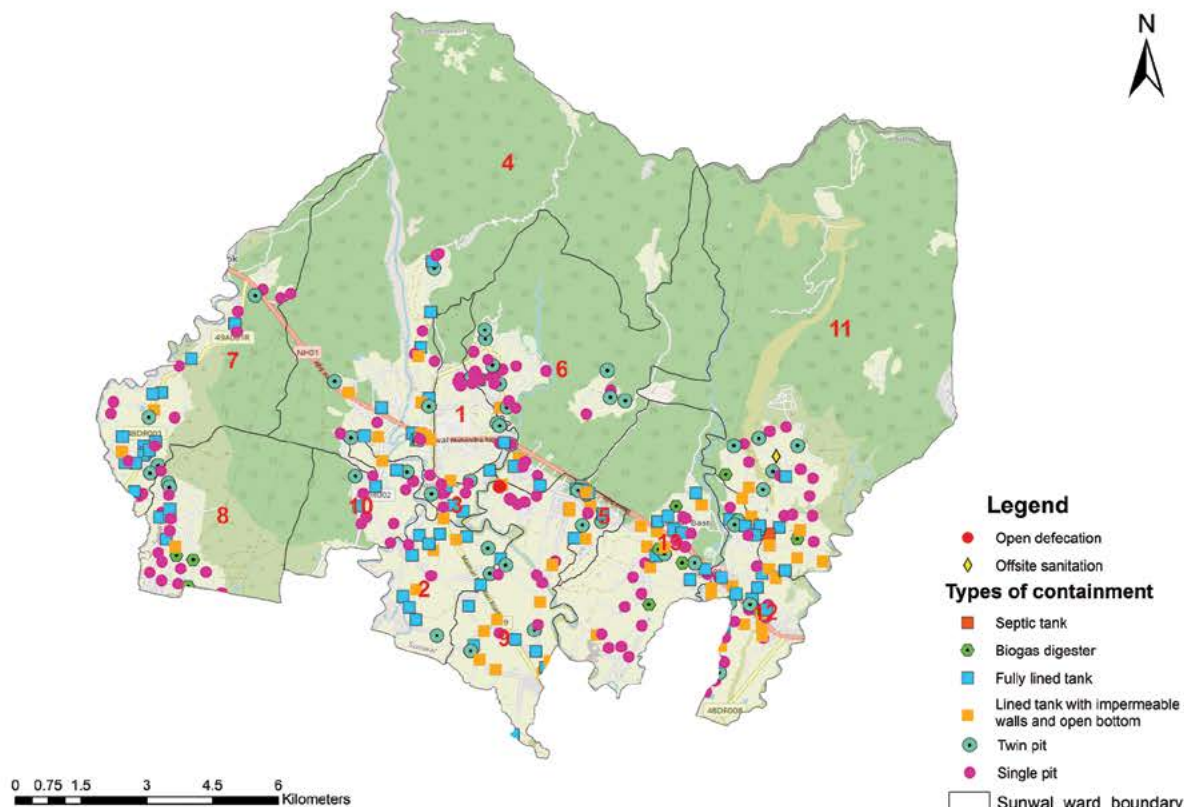 N
4
11
7
6
1
NH01
10
3
5
13
8
2
9
12
48DR008
Legend
Open defecation
Offsite sanitation
Types of containment
Septic tank
Biogas digester
Fully lined tank
Lined tank with impermeable
walls and open bottom
Twin pit
Single pit
Sunwal ward boundary
0 0.75 1.5 3 4.5 6
Kilometers